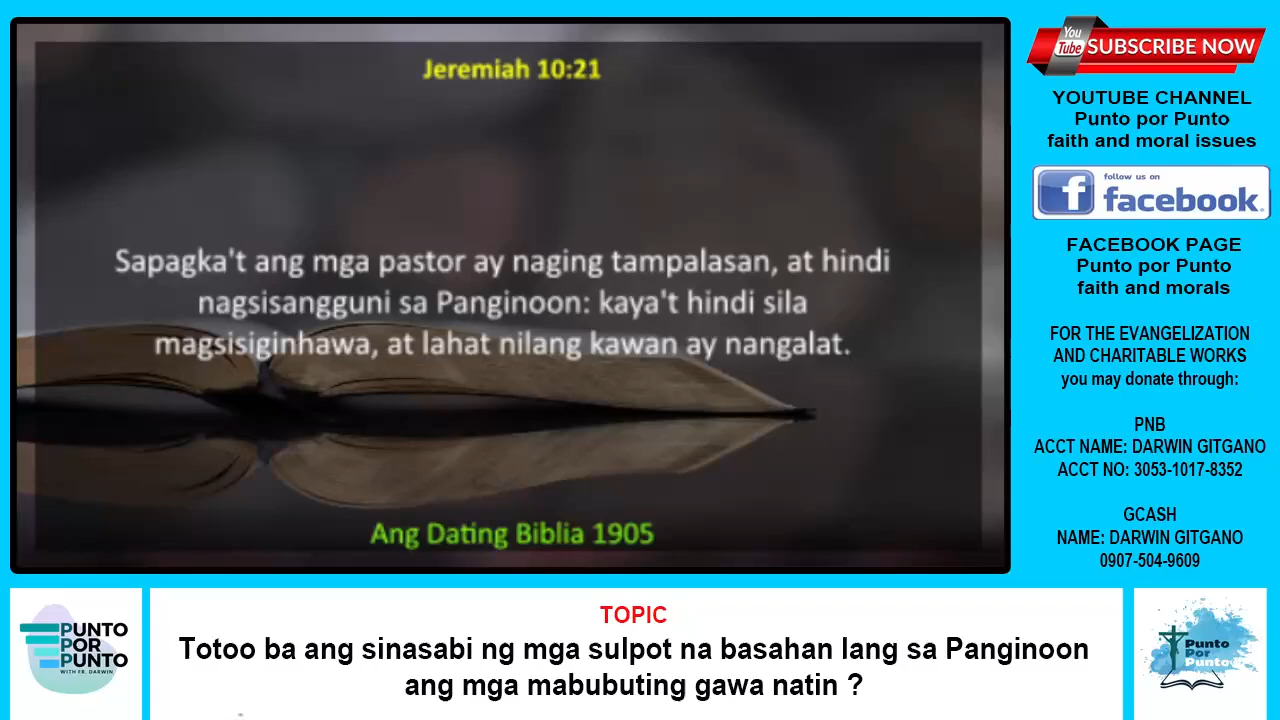 Jeremiah 10:21
Sapagka't ang mga pastor ay naging tampalasan, at hindi
nagsisangguni sa Panginoon: kaya't hindi sila
magsisiginhawa, at lahat nilang kawan ay nangalat.
Ang Dating Biblia 1905
You
Tube
SUBSCRIBE NOW
YOUTUBE CHANNEL
Punto por Punto
faith and moral issues
follow us on
f
facebook.
FACEBOOK PAGE
Punto por Punto
faith and morals
FOR THE EVANGELIZATION
AND CHARITABLE WORKS
you may donate through:
PNB
ACCT NAME: DARWIN GITGANO
ACCT NO: 3053-1017-8352
GCASH
NAME: DARWIN GITGANO
0907-504-9609
PUNTO
POR
PUNTO
WITH FR. DARWIN
TOPIC
Totoo ba ang sinasabi ng mga sulpot na basahan lang sa Panginoon
ang mga mabubuting gawa natin ?
Punto
Por
Punto